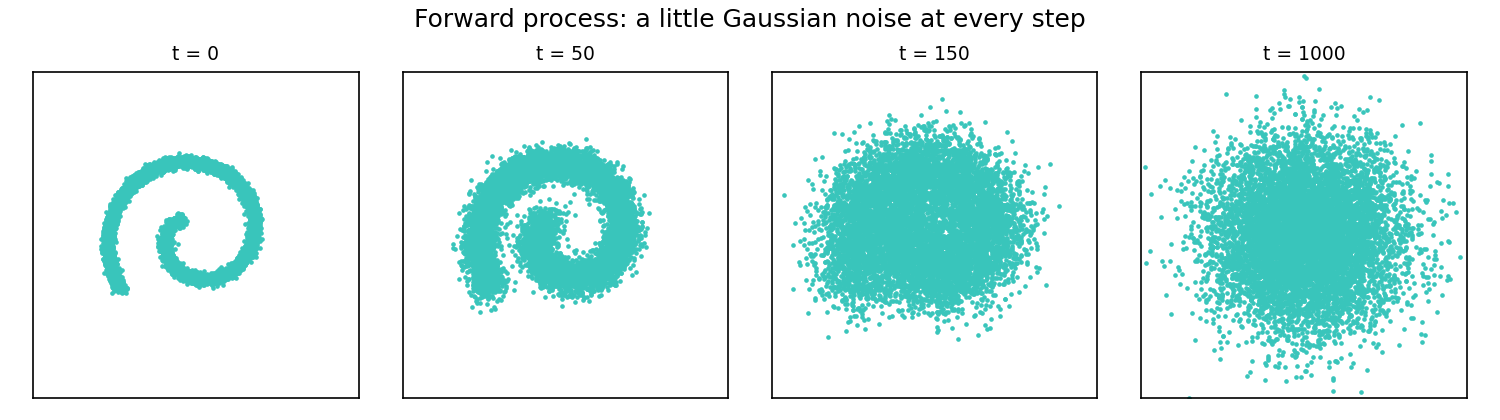 Forward process: a little Gaussian noise at every step
t = 0
t = 50
t = 150
t = 1000